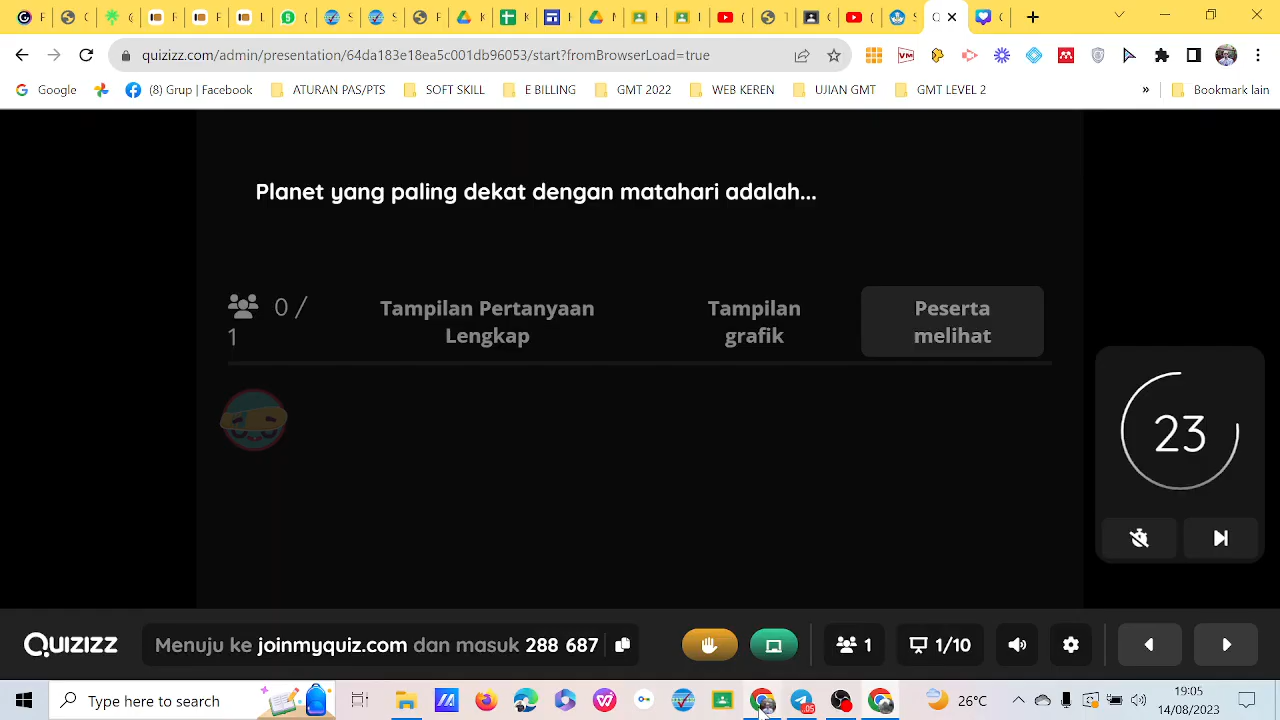 quizizz.com/admin/presentation/64da183e18ea5c001db96053/start?fromBrowserLoad=true
Google (8) Grup | Facebook ATURAN PAS/PTS SOFT SKILL E BILLING GMT 2022 WEB KEREN UJIAN GMT GMT LEVEL 2 » Bookmark lain
Planet yang paling dekat dengan matahari adalah...
0 /
1
Tampilan Pertanyaan
Lengkap
Tampilan
grafik
Peserta
melihat
23
QUIZIZZ Menuju ke joinmyquiz.com dan masuk 288 687 1 1/10
Type here to search 26°C 19:05
14/08/2023